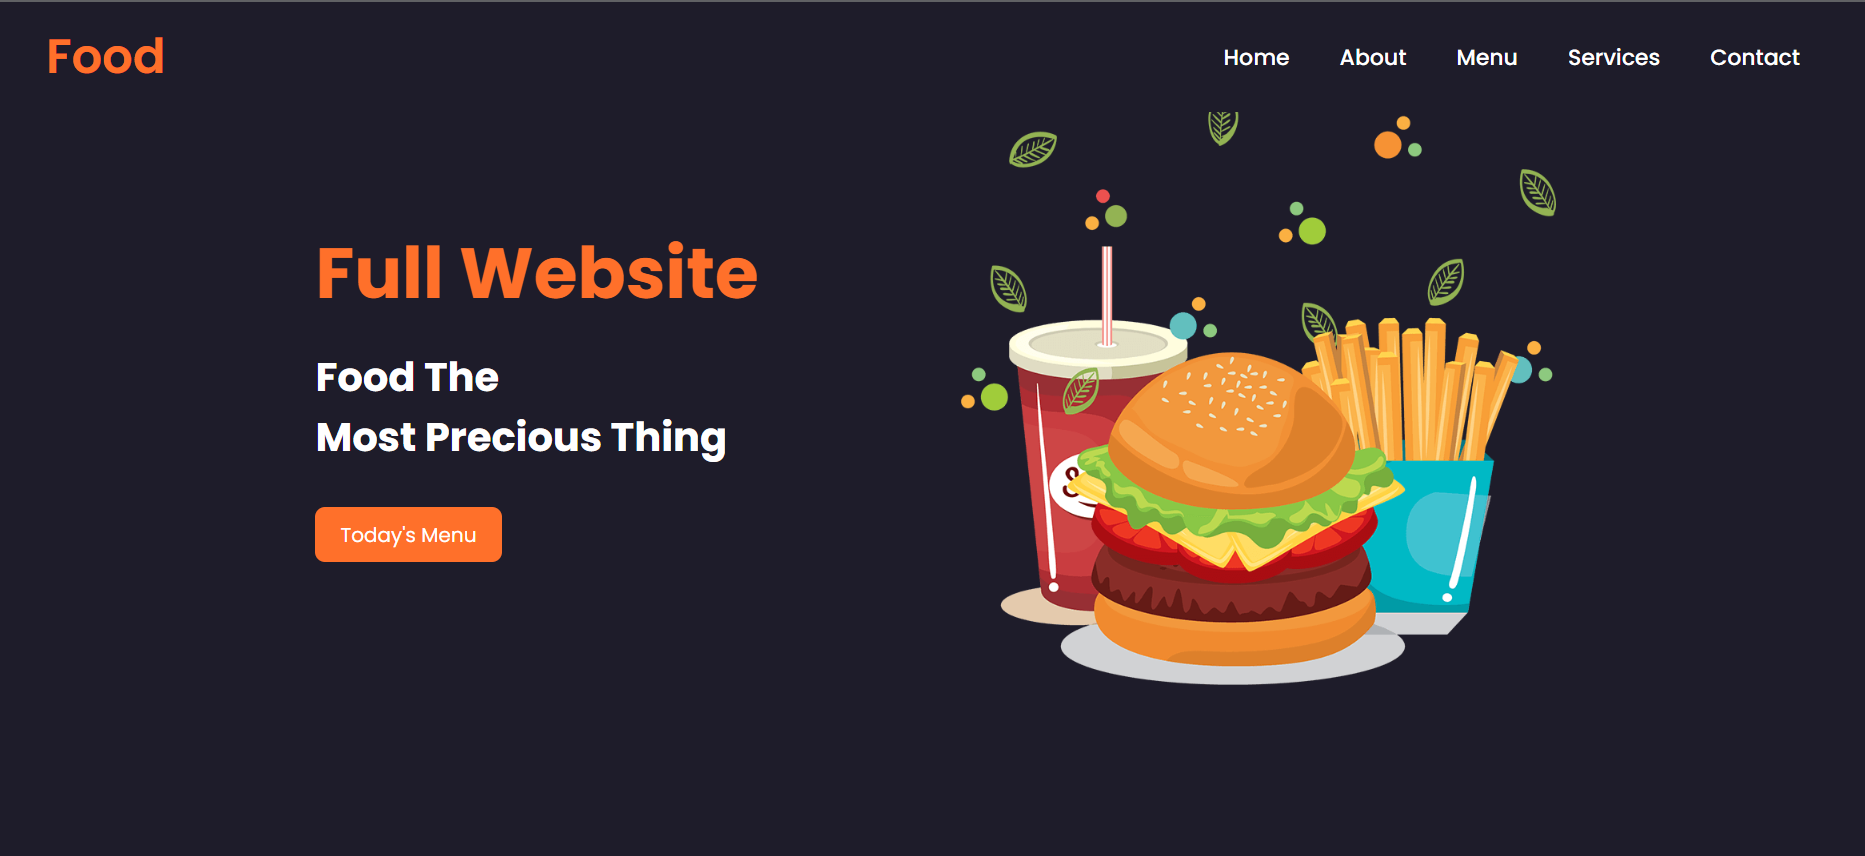 Food
Home About Menu Services Contact
Full Website
Food The
Most Precious Thing
Today's Menu